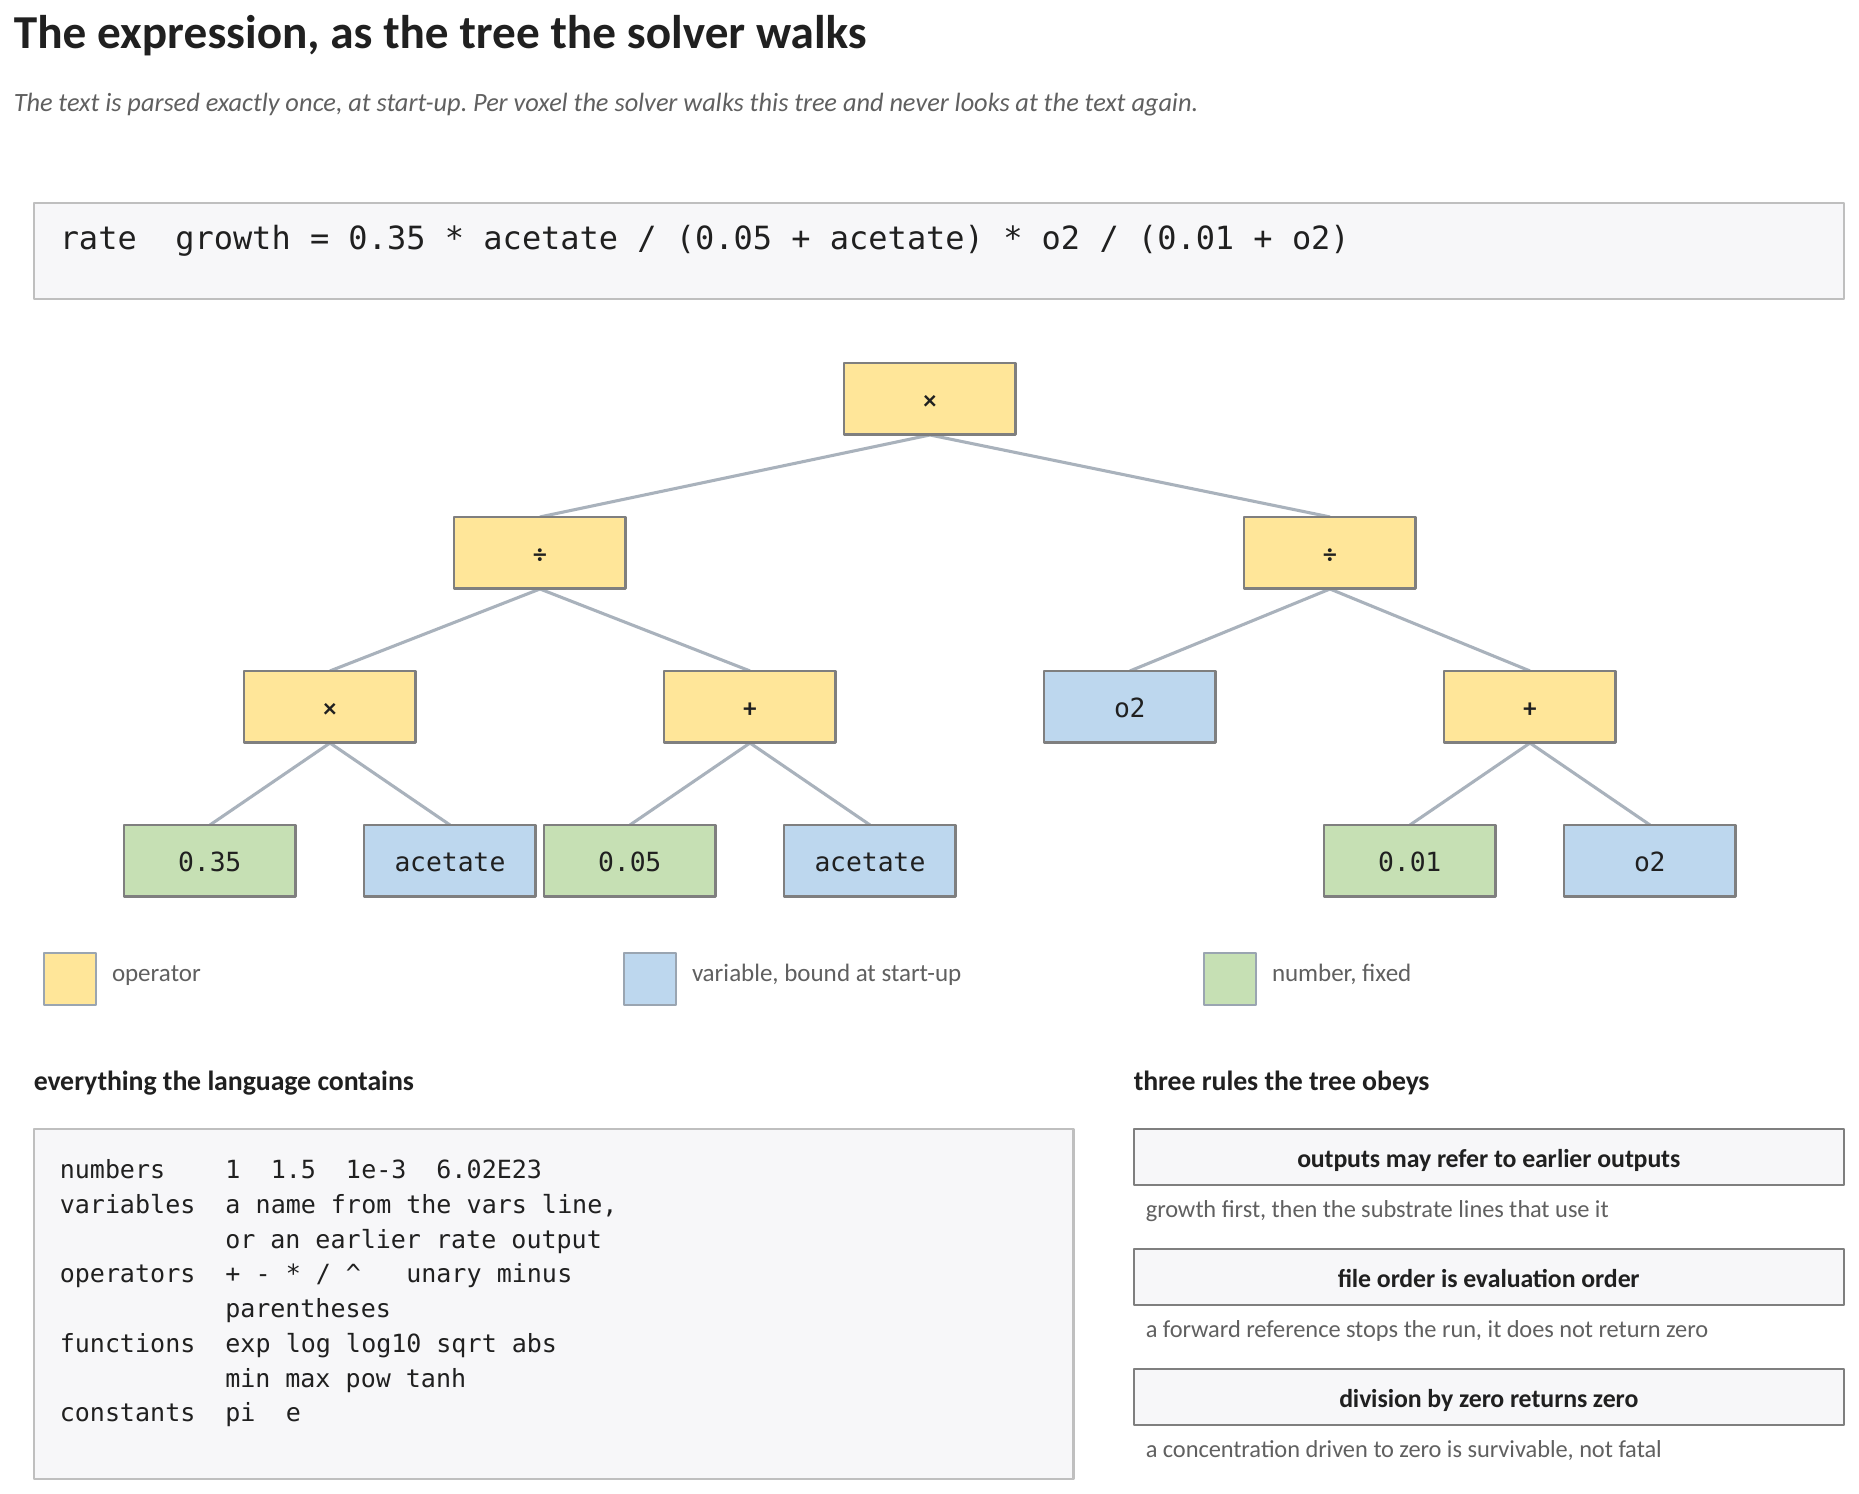 The expression, as the tree the solver walks
The text is parsed exactly once, at start-up. Per voxel the solver walks this tree and never looks at the text again.
rate  growth = 0.35 * acetate / (0.05 + acetate) * o2 / (0.01 + o2)
×
÷ ÷
× + o2 +
0.35 acetate 0.05 acetate 0.01 o2
operator variable, bound at start-up number, fixed
everything the language contains
numbers    1  1.5  1e-3  6.02E23
variables  a name from the vars line,
or an earlier rate output
operators  + - * / ^   unary minus
parentheses
functions  exp log log10 sqrt abs
min max pow tanh
constants  pi  e
three rules the tree obeys
outputs may refer to earlier outputs
growth first, then the substrate lines that use it
file order is evaluation order
a forward reference stops the run, it does not return zero
division by zero returns zero
a concentration driven to zero is survivable, not fatal